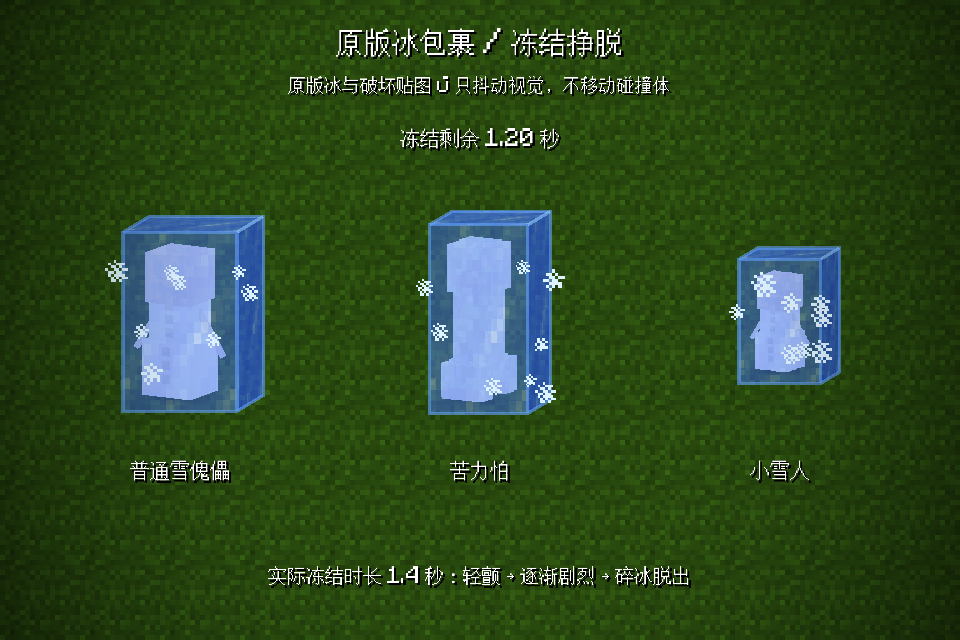 原版冰包裹 / 冻结挣脱
原版冰与破坏贴图 Ü 只抖动视觉，不移动碰撞体
冻结剩余 1.20 秒
普通雪傀儡
苦力怕
小雪人
实际冻结时长 1.4 秒：轻颤 → 逐渐剧烈 → 碎冰脱出